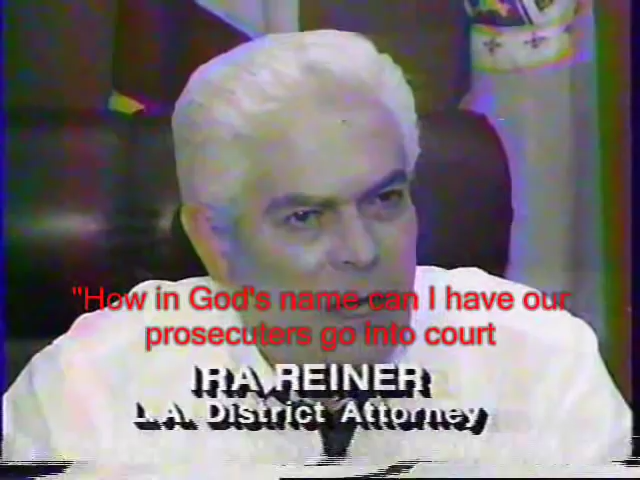 "How in God's name can I have our
prosecuters go into court
IRA REINER
L.A. District Attorney